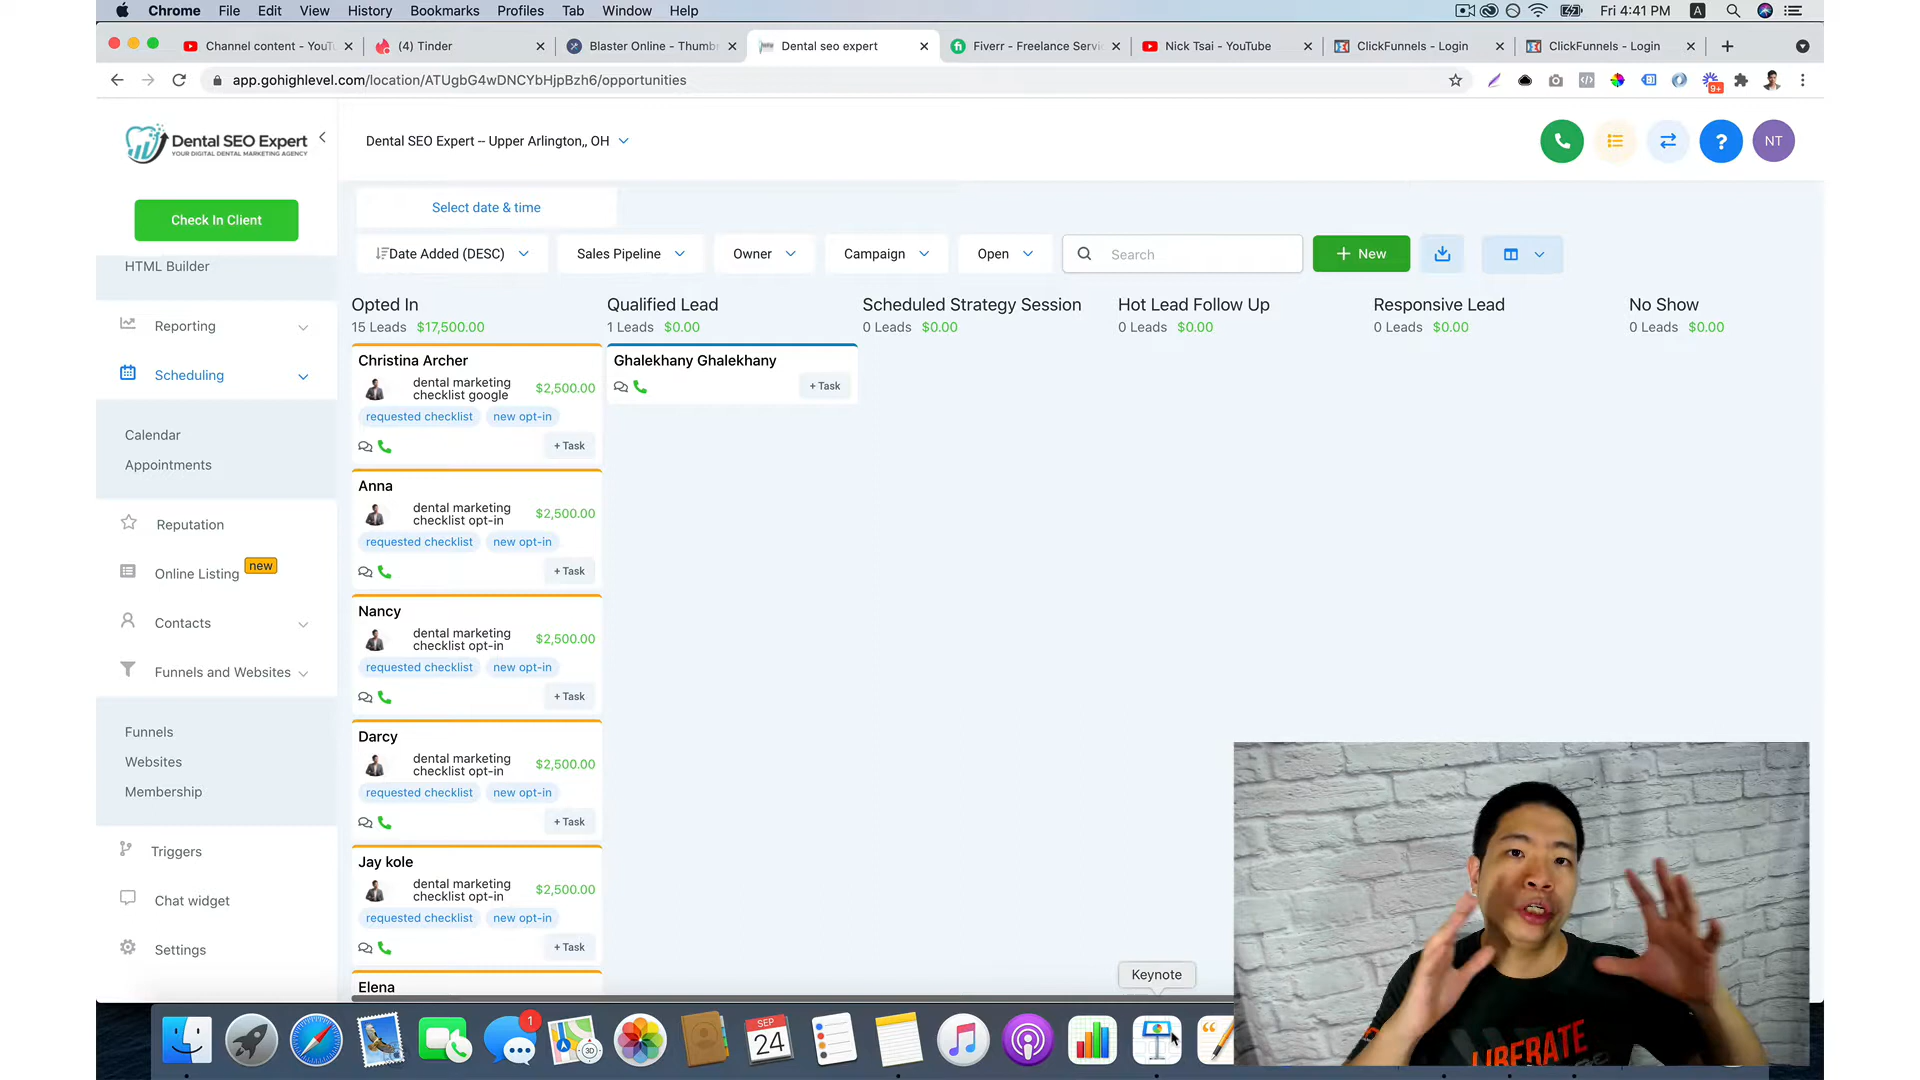 Chrome File Edit View History Bookmarks Profiles Tab Window Help
Fri 4:41 PM A
Channel content - YouTu
(4) Tinder
Blaster Online - Thumb
Dental seo expert
Fiverr - Freelance Servic
Nick Tsai - YouTube
ClickFunnels - Login
ClickFunnels - Login
app.gohighlevel.com/location/ATUgbG4wDNCYbHjpBzh6/opportunities
9+
Dental SEO Expert
YOUR DIGITAL DENTAL MARKETING AGENCY
Dental SEO Expert -- Upper Arlington,, OH
?
NT
Check In Client
HTML Builder
Reporting
Scheduling
Calendar
Appointments
Reputation
Online Listing new
Contacts
Funnels and Websites
Funnels
Websites
Membership
Triggers
Chat widget
Settings
Select date & time
Date Added (DESC) Sales Pipeline Owner Campaign Open Search + New
Opted In
15 Leads $17,500.00
Qualified Lead
1 Leads $0.00
Scheduled Strategy Session
0 Leads $0.00
Hot Lead Follow Up
0 Leads $0.00
Responsive Lead
0 Leads $0.00
No Show
0 Leads $0.00
Christina Archer
dental marketing
checklist google
$2,500.00
requested checklist new opt-in
+ Task
Anna
dental marketing
checklist opt-in
$2,500.00
requested checklist new opt-in
+ Task
Nancy
dental marketing
checklist opt-in
$2,500.00
requested checklist new opt-in
+ Task
Darcy
dental marketing
checklist opt-in
$2,500.00
requested checklist new opt-in
+ Task
Jay kole
dental marketing
checklist opt-in
$2,500.00
requested checklist new opt-in
+ Task
Elena
Ghalekhany Ghalekhany
+ Task
Keynote
1
3D
SEP
24
LIBERATE